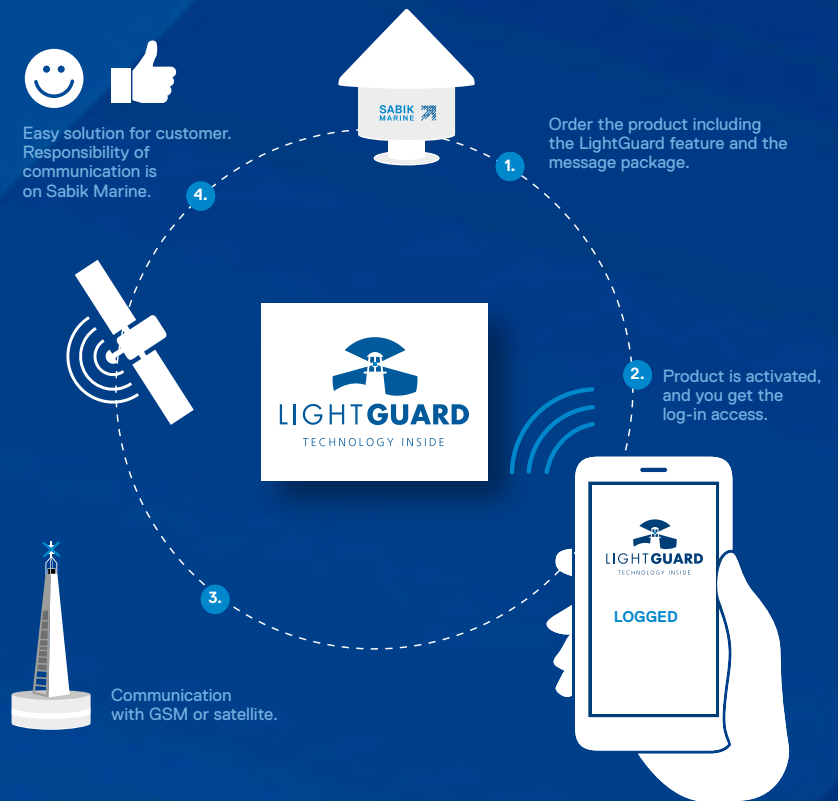 SABIK
MARINE
1.
Order the product including
the LightGuard feature and the
message package.
2.
Product is activated,
and you get the
log-in access.
LIGHTGUARD
TECHNOLOGY INSIDE
LOGGED
3.
Communication
with GSM or satellite.
4.
Easy solution for customer.
Responsibility of
communication is
on Sabik Marine.
LIGHTGUARD
TECHNOLOGY INSIDE